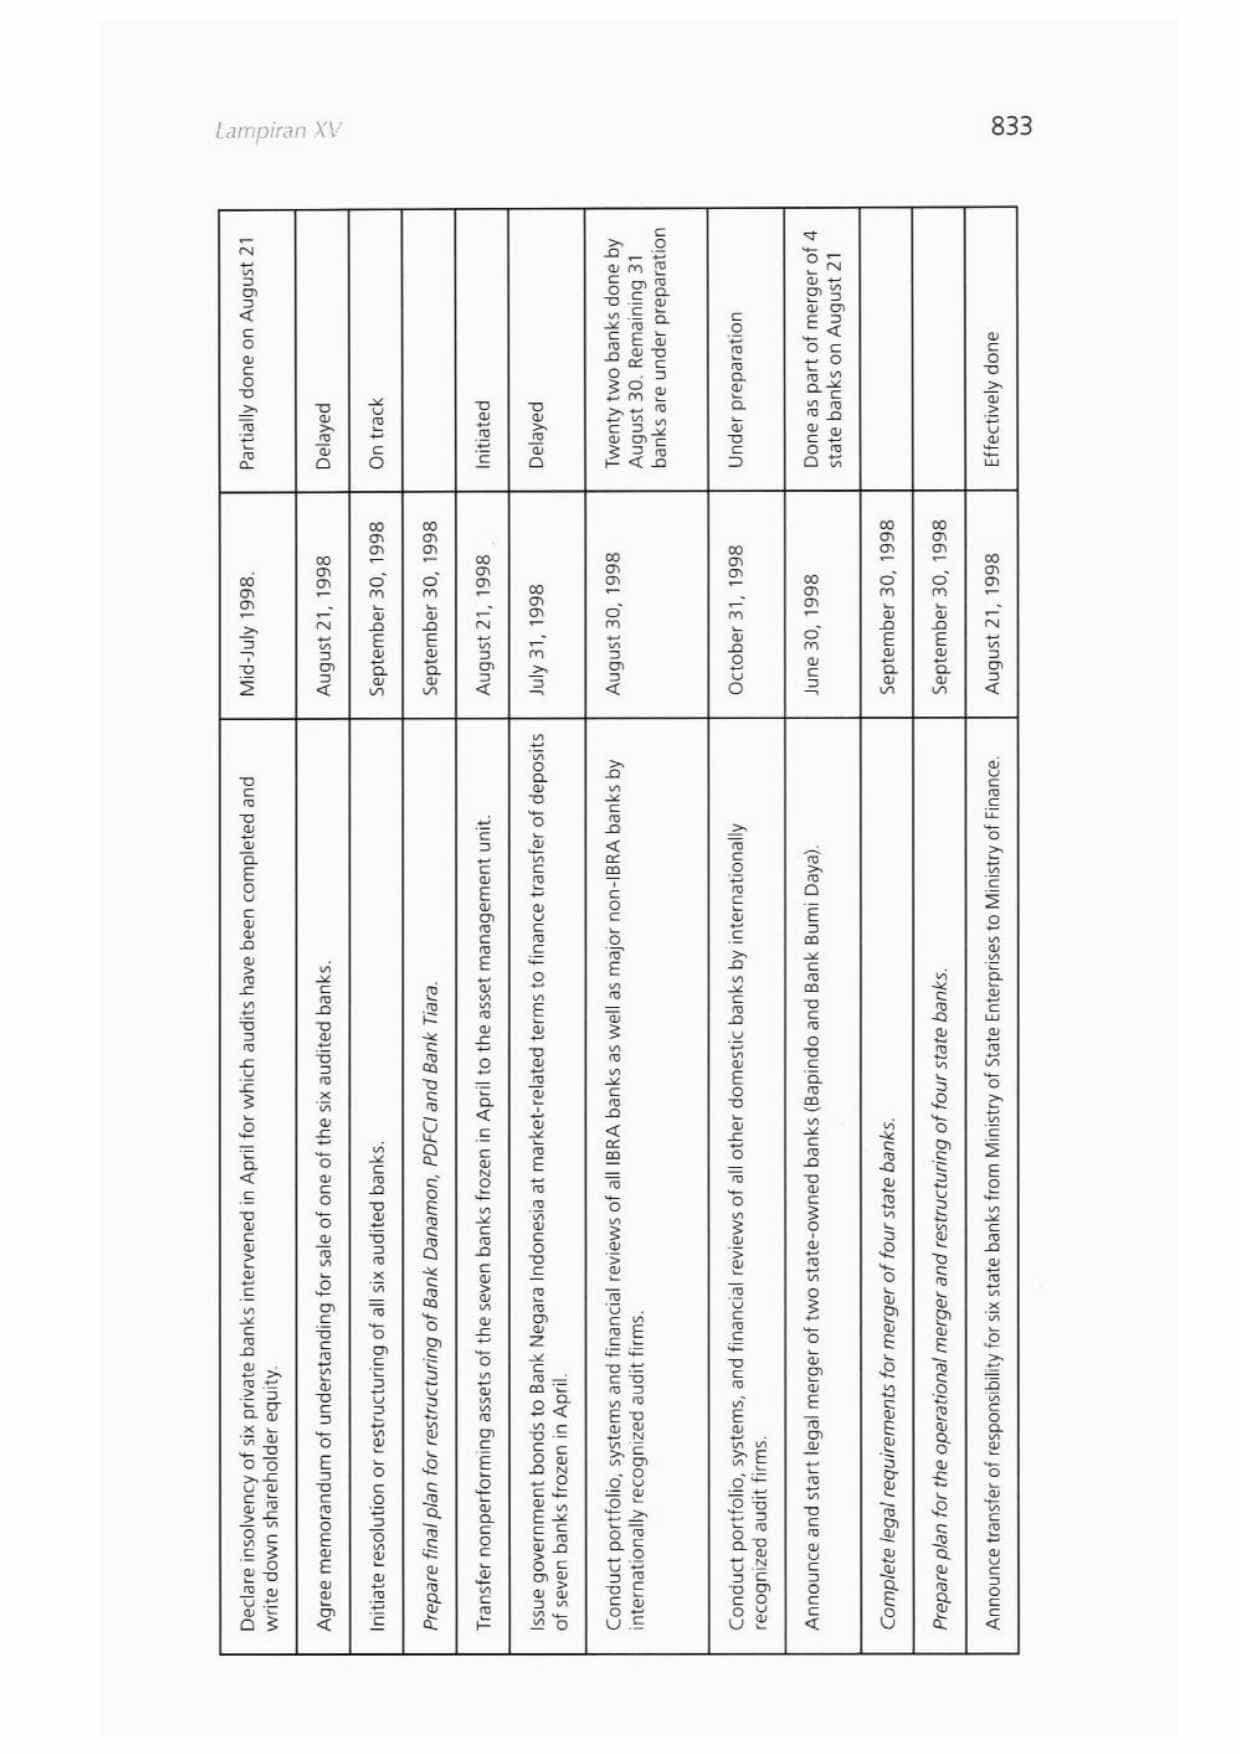 Lampiran XV
833
Declare insolvency of six private banks intervened in April for which audits have been completed and
write down shareholder equity.
Mid-July 1998.
Partially done on August 21
Agree memorandum of understanding for sale of one of the six audited banks.
August 21, 1998
Delayed
Initiate resolution or restructuring of all six audited banks.
September 30, 1998
On track
Prepare final plan for restructuring of Bank Danamon, PDFCI and Bank Tiara.
September 30, 1998
Transfer nonperforming assets of the seven banks frozen in April to the asset management unit.
August 21, 1998
Initiated
Issue government bonds to Bank Negara Indonesia at market-related terms to finance transfer of deposits
of seven banks frozen in April.
July 31, 1998
Delayed
Conduct portfolio, systems and financial reviews of all IBRA banks as well as major non-IBRA banks by
internationally recognized audit firms.
August 30, 1998
Twenty two banks done by
August 30. Remaining 31
banks are under preparation
Conduct portfolio, systems, and financial reviews of all other domestic banks by internationally
recognized audit firms.
October 31, 1998
Under preparation
Announce and start legal merger of two state-owned banks (Bapindo and Bank Bumi Daya).
June 30, 1998
Done as part of merger of 4
state banks on August 21
Complete legal requirements for merger of four state banks.
September 30, 1998
Prepare plan for the operational merger and restructuring of four state banks.
September 30, 1998
Announce transfer of responsibility for six state banks from Ministry of State Enterprises to Ministry of Finance.
August 21, 1998
Effectively done